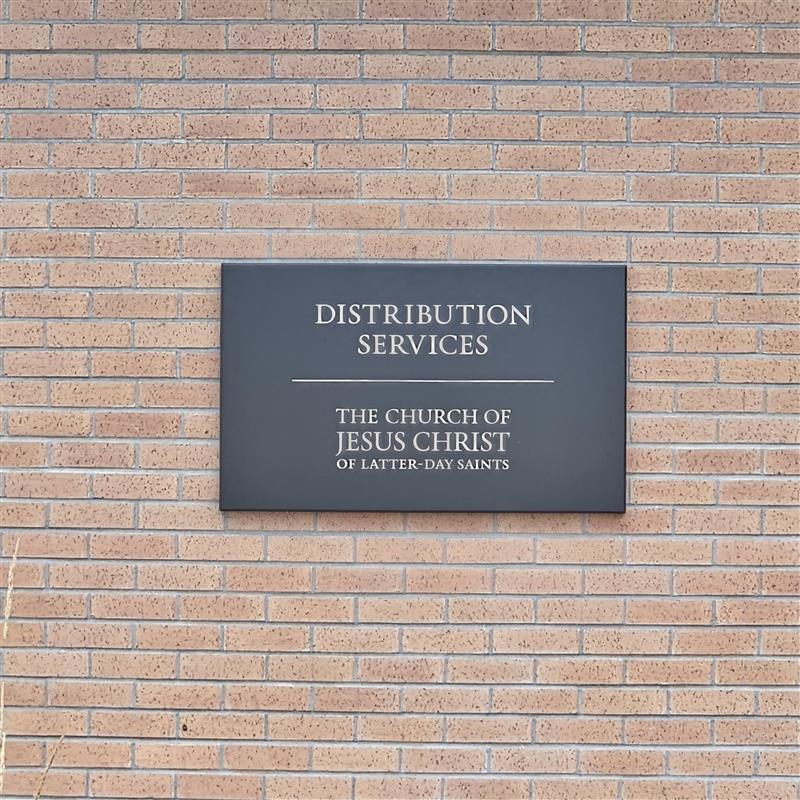 DISTRIBUTION
SERVICES
THE CHURCH OF
JESUS CHRIST
OF LATTER-DAY SAINTS